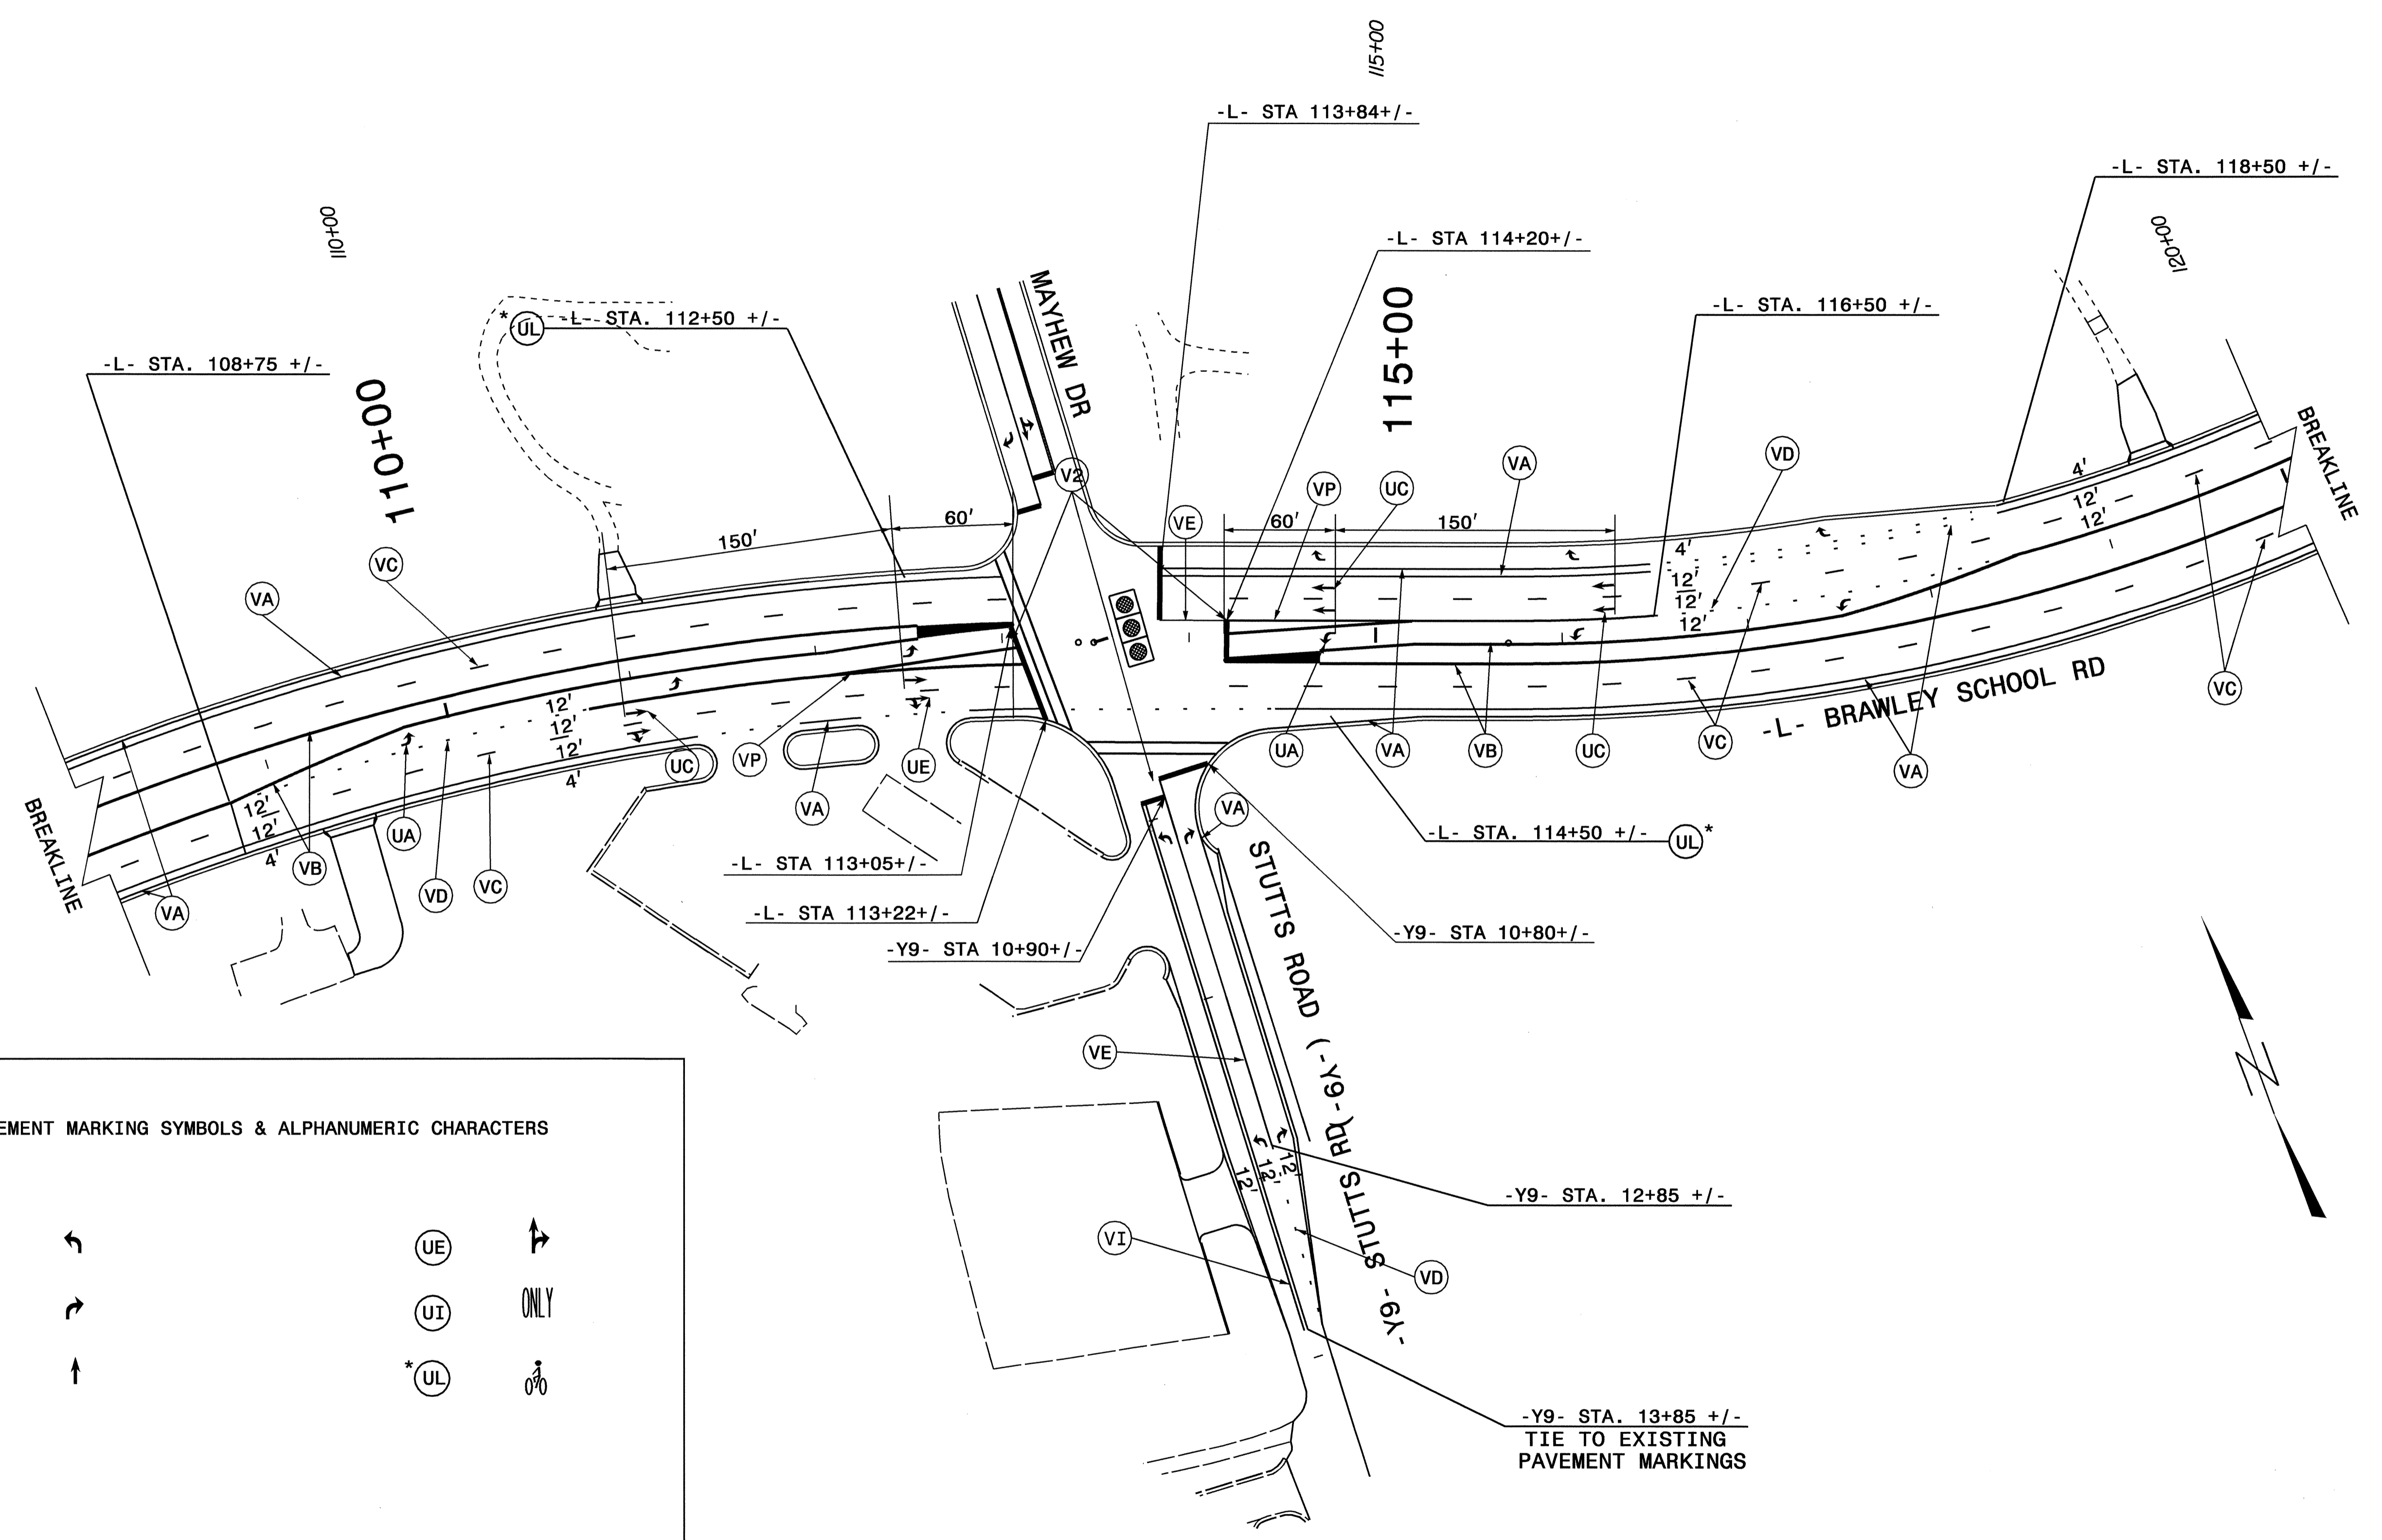 115+00
-L- STA 113+84+/-
-L- STA. 118+50 +/-
110+00
120+00
-L- STA 114+20+/-
MAYHEW DR
-L- STA. 116+50 +/-
* UL -L- STA. 112+50 +/-
-L- STA. 108+75 +/-
110+00
115+00
BREAKLINE
VD
VA
4'
12'
12'
V2
VP
UC
VE
60'
150'
60'
150'
VC
VA
4'
12'
12'
12'
-L- BRAWLEY SCHOOL RD
VC
VC
VA
UA
VA
VB
UC
12'
12'
12'
4'
UC
VP
UE
VA
BREAKLINE
12'
12'
4'
VA
VB
UA
VD
VC
VA
-L- STA. 114+50 +/- UL *
-L- STA 113+05+/-
-L- STA 113+22+/-
-Y9- STA 10+90+/-
-Y9- STA 10+80+/-
STUTTS ROAD (-Y9-)
-Y9- STUTTS RD
VE
12'
12'
12'
-Y9- STA. 12+85 +/-
VI
VD
-Y9- STA. 13+85 +/-
TIE TO EXISTING
PAVEMENT MARKINGS
EMENT MARKING SYMBOLS & ALPHANUMERIC CHARACTERS
UE
UI ONLY
* UL
N